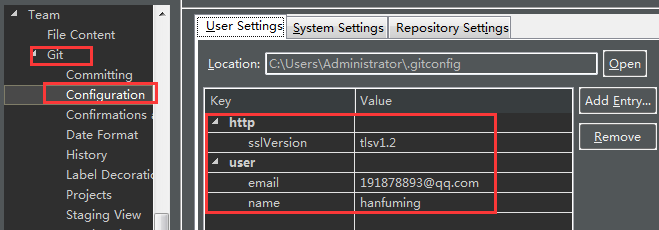 Team
File Content
Git
Committing
Configuration
Confirmations a
Date Format
History
Label Decoratio
Projects
Staging View
User Settings
System Settings
Repository Settings
Location:
C:\Users\Administrator\.gitconfig
Open
Key
Value
http
sslVersion
tlsv1.2
user
email
191878893@qq.com
name
hanfuming
Add Entry...
Remove